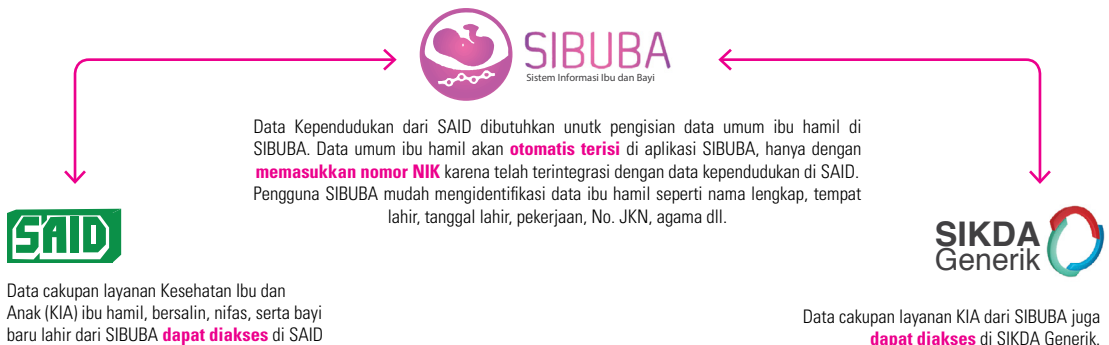 SIBUBA
Sistem Informasi Ibu dan Bayi
Data Kependudukan dari SAID dibutuhkan unutk pengisian data umum ibu hamil di
SIBUBA. Data umum ibu hamil akan otomatis terisi di aplikasi SIBUBA, hanya dengan
memasukkan nomor NIK karena telah terintegrasi dengan data kependudukan di SAID.
Pengguna SIBUBA mudah mengidentifikasi data ibu hamil seperti nama lengkap, tempat
lahir, tanggal lahir, pekerjaan, No. JKN, agama dll.
SAID
Data cakupan layanan Kesehatan Ibu dan
Anak (KIA) ibu hamil, bersalin, nifas, serta bayi
baru lahir dari SIBUBA dapat diakses di SAID
SIKDA
Generik
Data cakupan layanan KIA dari SIBUBA juga
dapat diakses di SIKDA Generik.